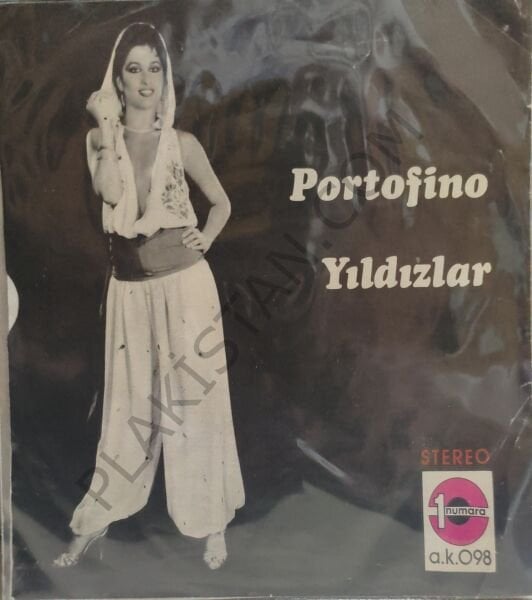 Portofino
Yıldızlar
STEREO
1 numara
a.k.098
PLAKİSTAN.COM